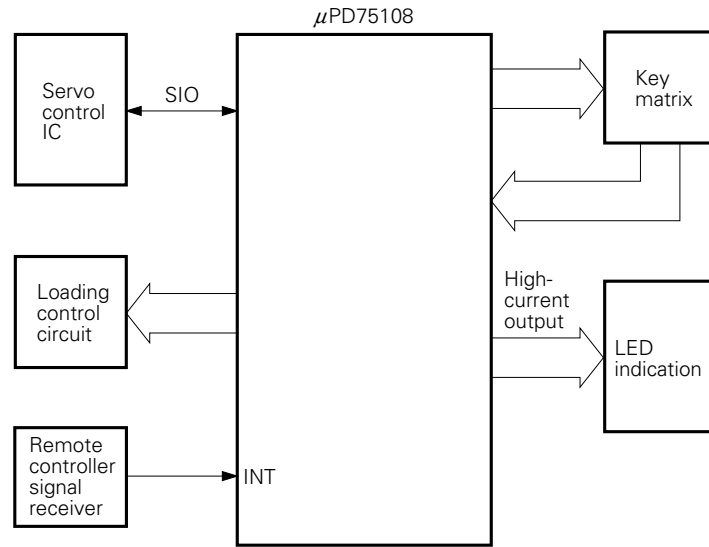 μPD75108
Servo
control
IC
SIO
Key
matrix
Loading
control
circuit
High-
current
output
LED
indication
Remote
controller
signal
receiver
INT